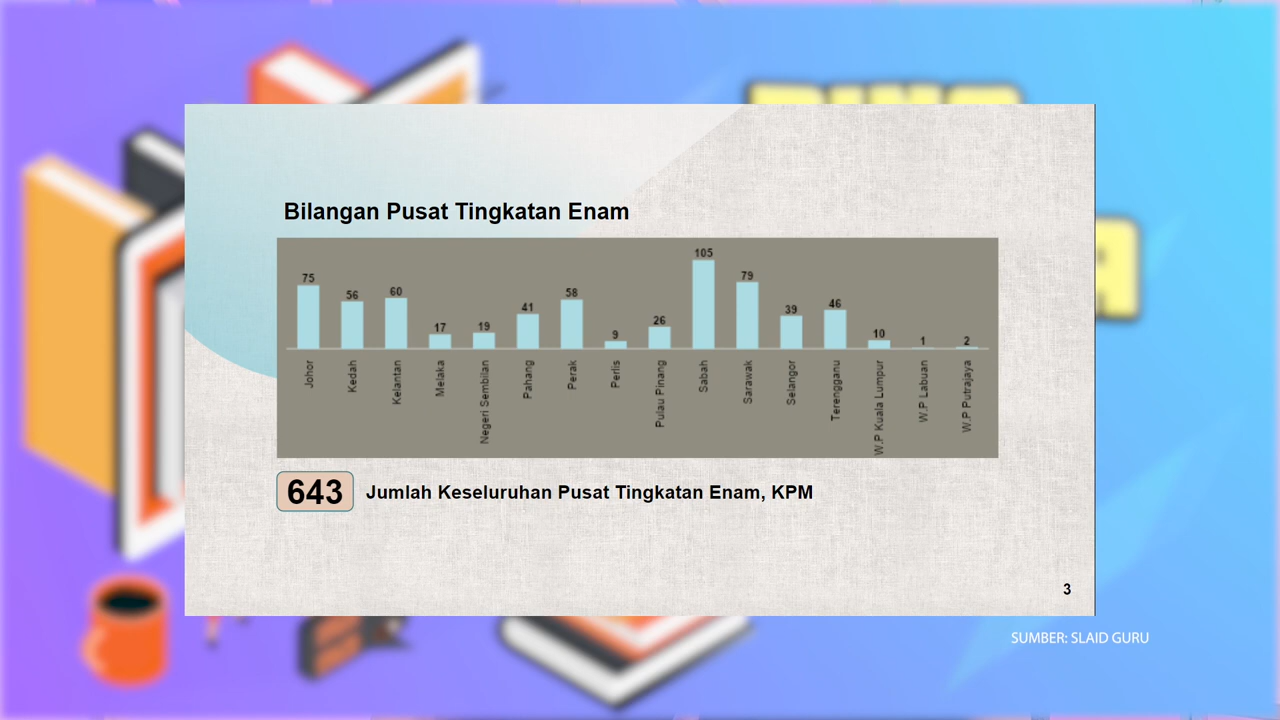 Bilangan Pusat Tingkatan Enam
75
56
60
17
19
41
58
9
26
105
79
39
46
10
1
2
Johor
Kedah
Kelantan
Melaka
Negeri Sembilan
Pahang
Perak
Perlis
Pulau Pinang
Sabah
Sarawak
Selangor
Terengganu
W.P Kuala Lumpur
W.P Labuan
W.P Putrajaya
643 Jumlah Keseluruhan Pusat Tingkatan Enam, KPM
3
SUMBER: SLAID GURU